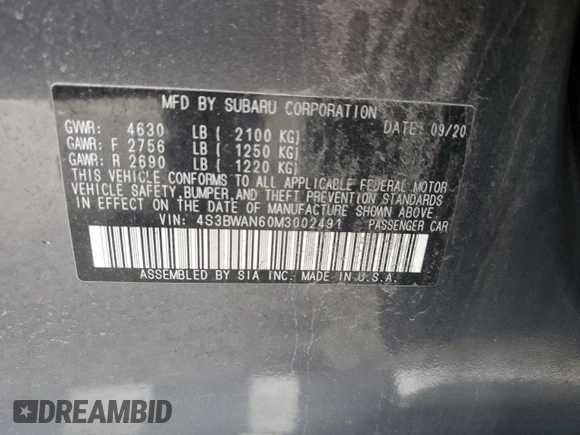 MFD BY SUBARU CORPORATION
DATE: 09/20
GVWR: 4630 LB ( 2100 KG)
GAWR: F 2756 LB ( 1250 KG)
GAWR: R 2690 LB ( 1220 KG)
THIS VEHICLE CONFORMS TO ALL APPLICABLE FEDERAL MOTOR
VEHICLE SAFETY, BUMPER AND THEFT PREVENTION STANDARDS
IN EFFECT ON THE DATE OF MANUFACTURE SHOWN ABOVE.
VIN: 4S3BWAN60M3002491 PASSENGER CAR
ASSEMBLED BY SIA INC. MADE IN U.S.A.
DREAMBID